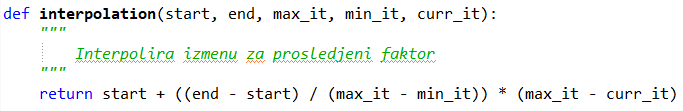 def interpolation(start, end, max_it, min_it, curr_it):
"""
Interpolira izmenu za prosledjeni faktor
"""
return start + ((end - start) / (max_it - min_it)) * (max_it - curr_it)